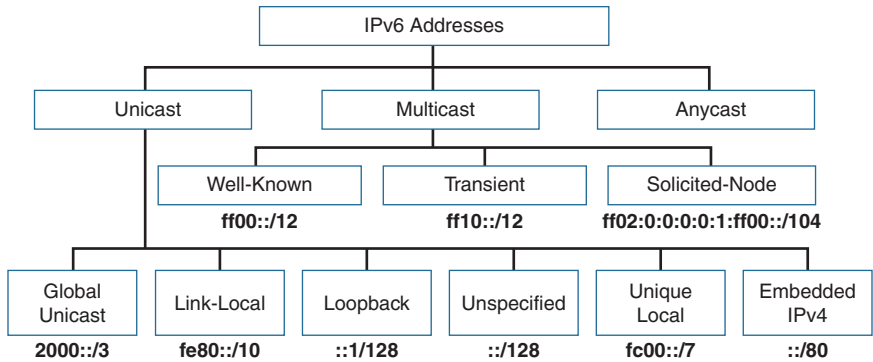 IPv6 Addresses
Unicast
Multicast
Anycast
Well-Known
Transient
Solicited-Node
ff00::/12
ff10::/12
ff02:0:0:0:0:1:ff00::/104
Global
Unicast
Link-Local
Loopback
Unspecified
Unique
Local
Embedded
IPv4
2000::/3
fe80::/10
::1/128
::/128
fc00::/7
::/80